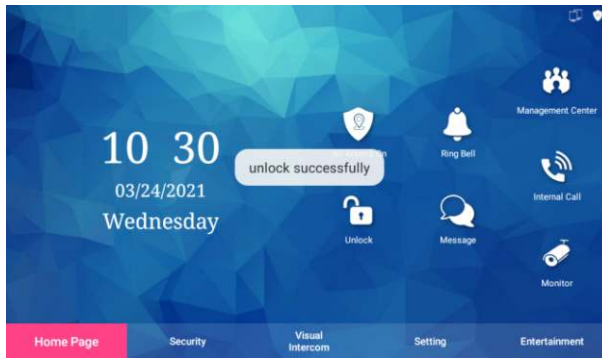 Management Center
10 30
Ring Bell
unlock successfully
Internal Call
03/24/2021
Wednesday
Unlock
Message
Monitor
Home Page
Security
Visual
Intercom
Setting
Entertainment